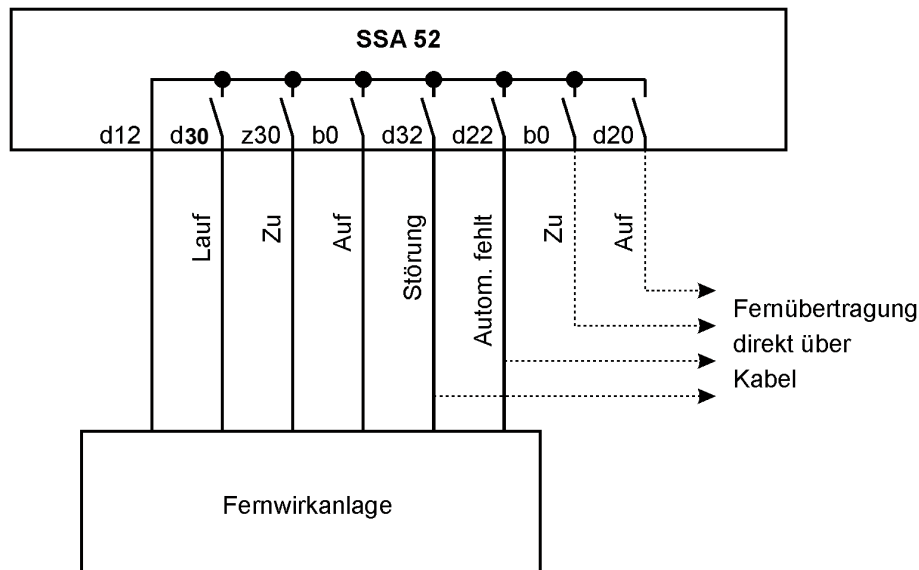 SSA 52
d12 d30 z30 b0 d32 d22 b0 d20
Lauf
Zu
Auf
Störung
Autom. fehlt
Zu
Auf
Fernübertragung
direkt über
Kabel
Fernwirkanlage